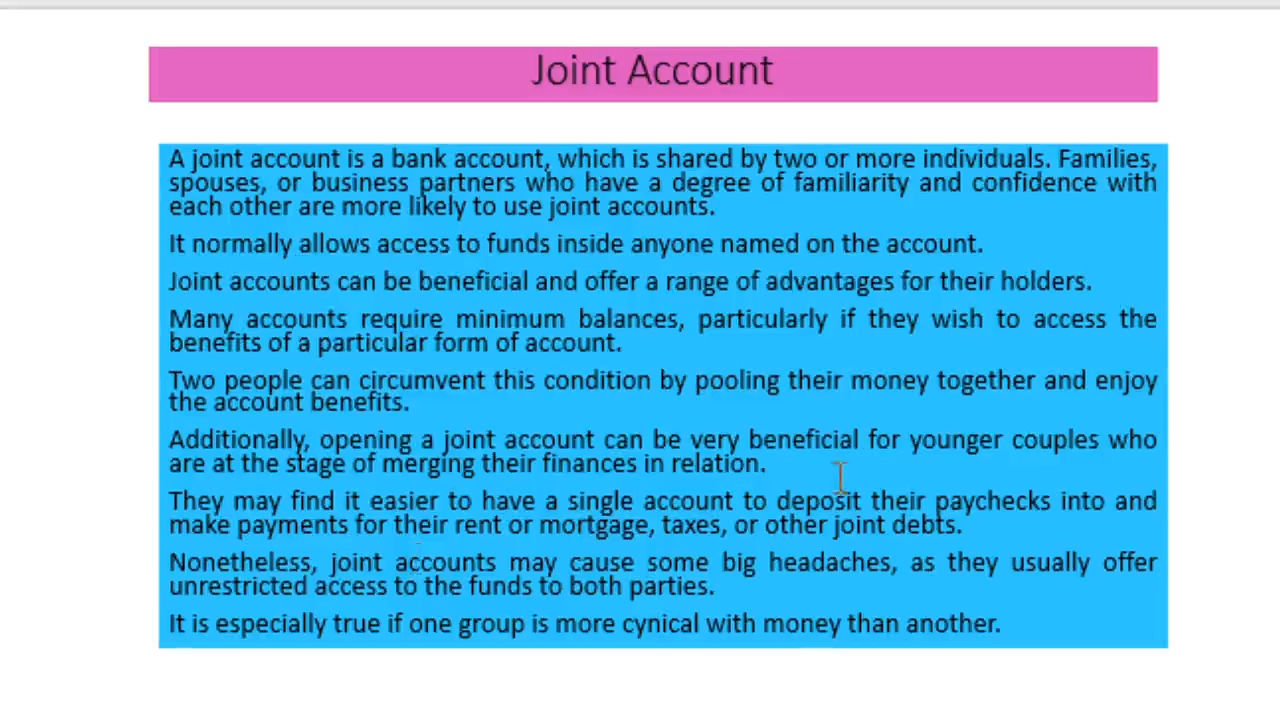 Joint Account
A joint account is a bank account, which is shared by two or more individuals. Families,
spouses, or business partners who have a degree of familiarity and confidence with
each other are more likely to use joint accounts.
It normally allows access to funds inside anyone named on the account.
Joint accounts can be beneficial and offer a range of advantages for their holders.
Many accounts require minimum balances, particularly if they wish to access the
benefits of a particular form of account.
Two people can circumvent this condition by pooling their money together and enjoy
the account benefits.
Additionally, opening a joint account can be very beneficial for younger couples who
are at the stage of merging their finances in relation.
They may find it easier to have a single account to deposit their paychecks into and
make payments for their rent or mortgage, taxes, or other joint debts.
Nonetheless, joint accounts may cause some big headaches, as they usually offer
unrestricted access to the funds to both parties.
It is especially true if one group is more cynical with money than another.